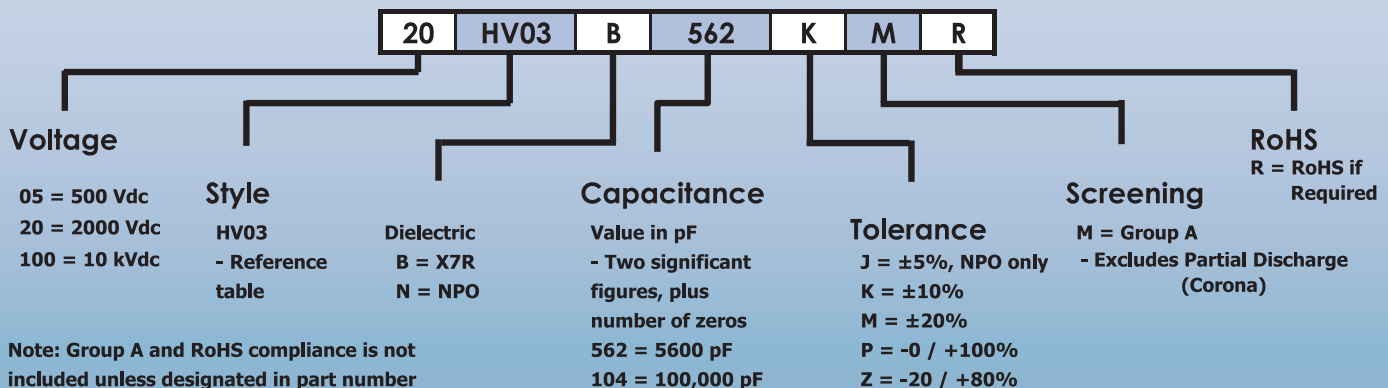 20 HV03 B 562 K M R
Voltage
05 = 500 Vdc
20 = 2000 Vdc
100 = 10 kVdc
Style
HV03
- Reference
table
Dielectric
B = X7R
N = NPO
Capacitance
Value in pF
- Two significant
figures, plus
number of zeros
562 = 5600 pF
104 = 100,000 pF
Tolerance
J = ±5%, NPO only
K = ±10%
M = ±20%
P = -0 / +100%
Z = -20 / +80%
Screening
M = Group A
- Excludes Partial Discharge
(Corona)
RoHS
R = RoHS if
Required
Note: Group A and RoHS compliance is not
included unless designated in part number